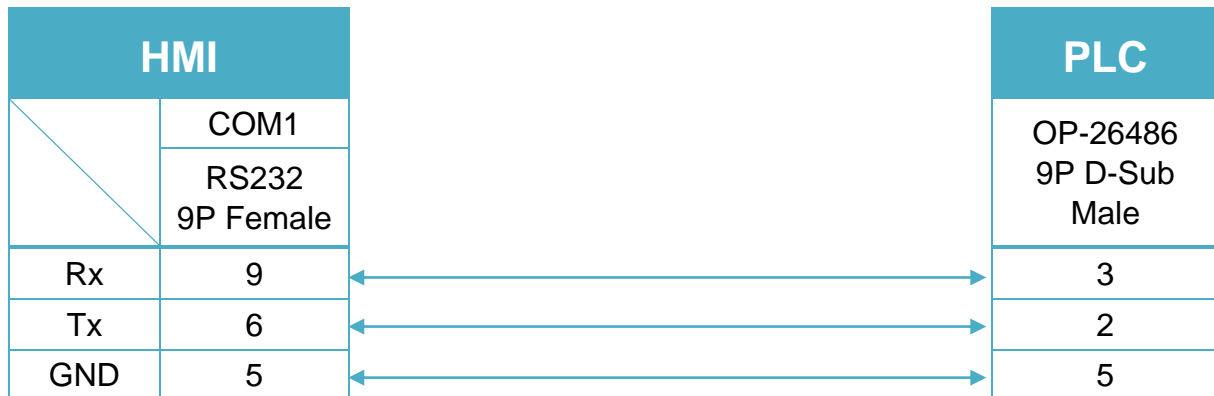 HMI
PLC
COM1
RS232
9P Female
OP-26486
9P D-Sub
Male
Rx 9 3
Tx 6 2
GND 5 5